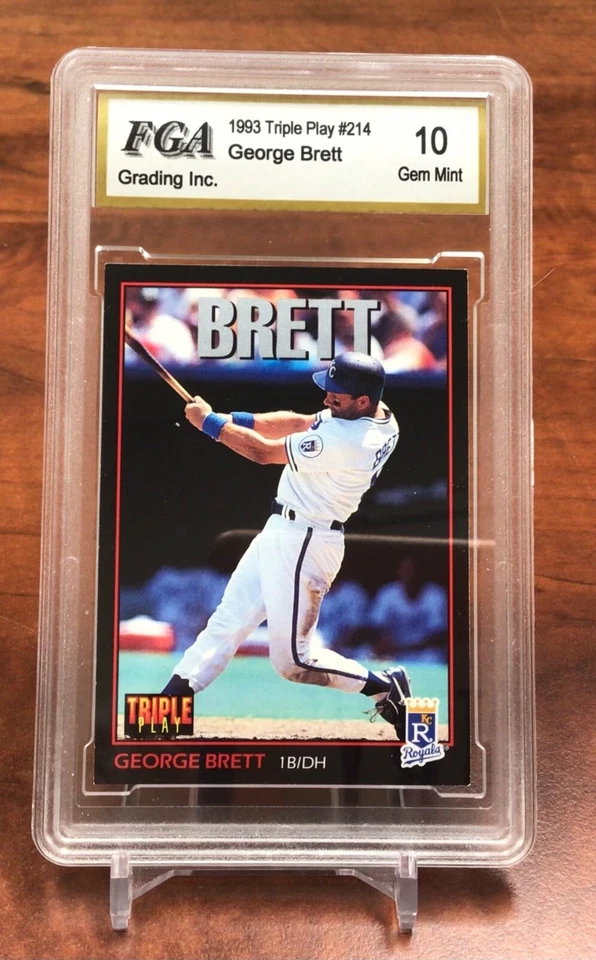 FGA
Grading Inc.
1993 Triple Play #214
George Brett
10
Gem Mint
BRETT
C
BRETT
R
TRIPLE
PLAY
KC
R
Royals
GEORGE BRETT 1B/DH